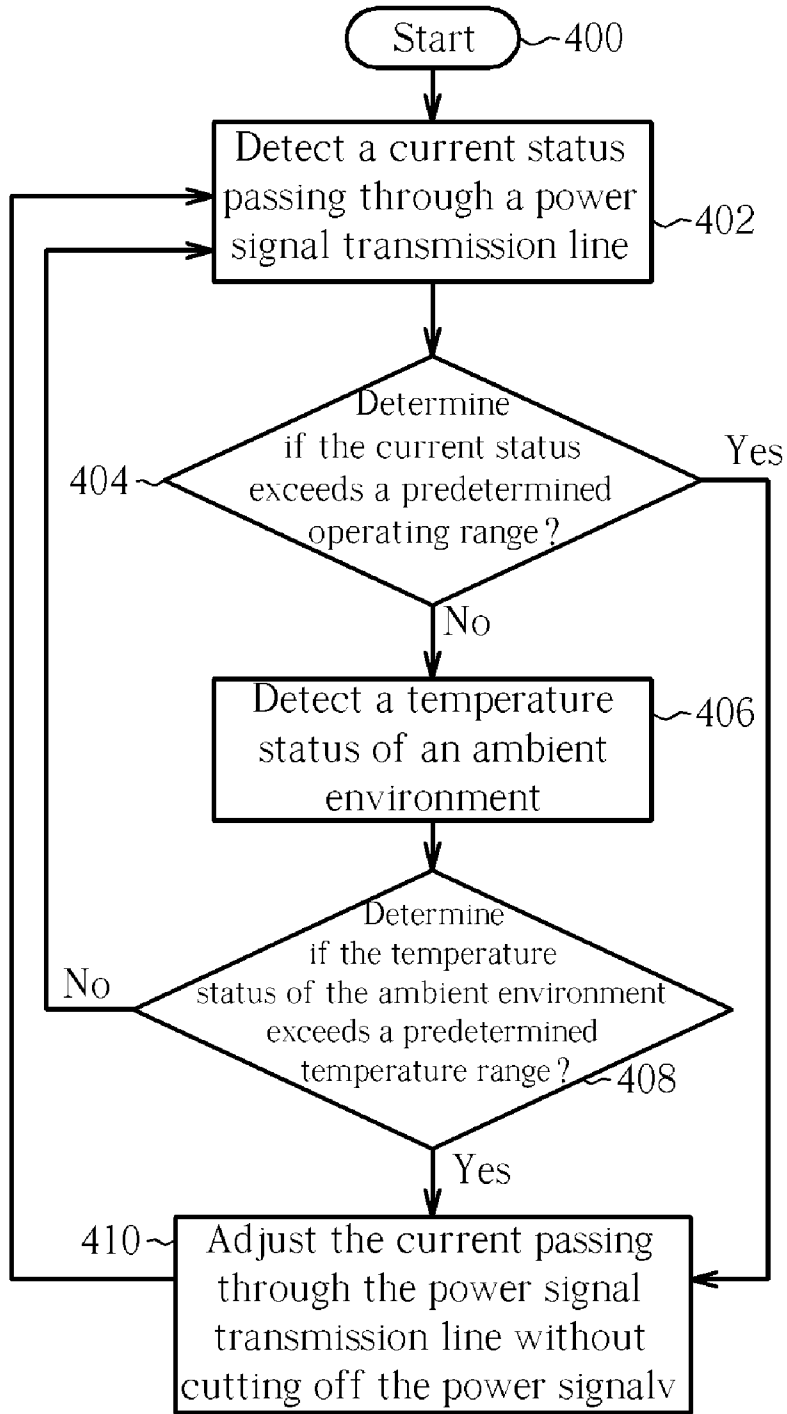 Start
400
Detect a current status
passing through a power
signal transmission line
402
Determine
if the current status
exceeds a predetermined
operating range?
404
Yes
No
Detect a temperature
status of an ambient
environment
406
Determine
if the temperature
status of the ambient environment
exceeds a predetermined
temperature range?
408
No
Yes
410
Adjust the current passing
through the power signal
transmission line without
cutting off the power signalv